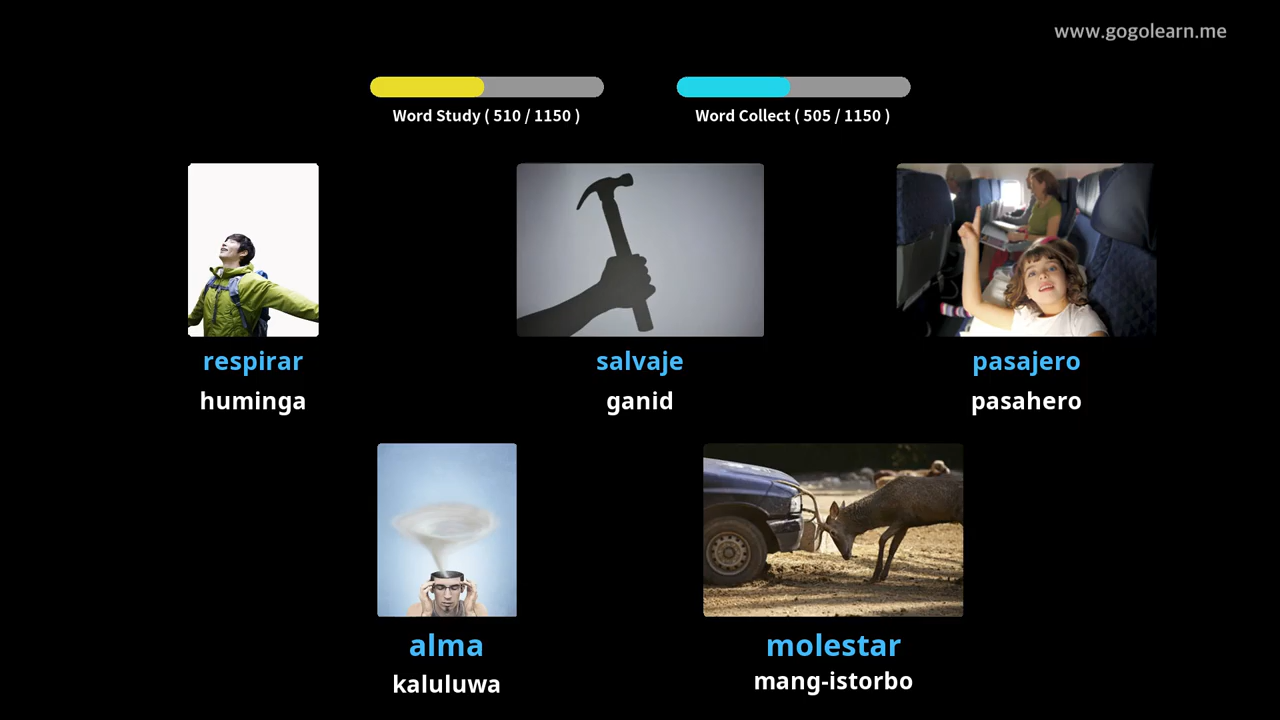 www.gogolearn.me
Word Study ( 510 / 1150 )
Word Collect ( 505 / 1150 )
respirar
huminga
salvaje
ganid
pasajero
pasahero
alma
kaluluwa
molestar
mang-istorbo